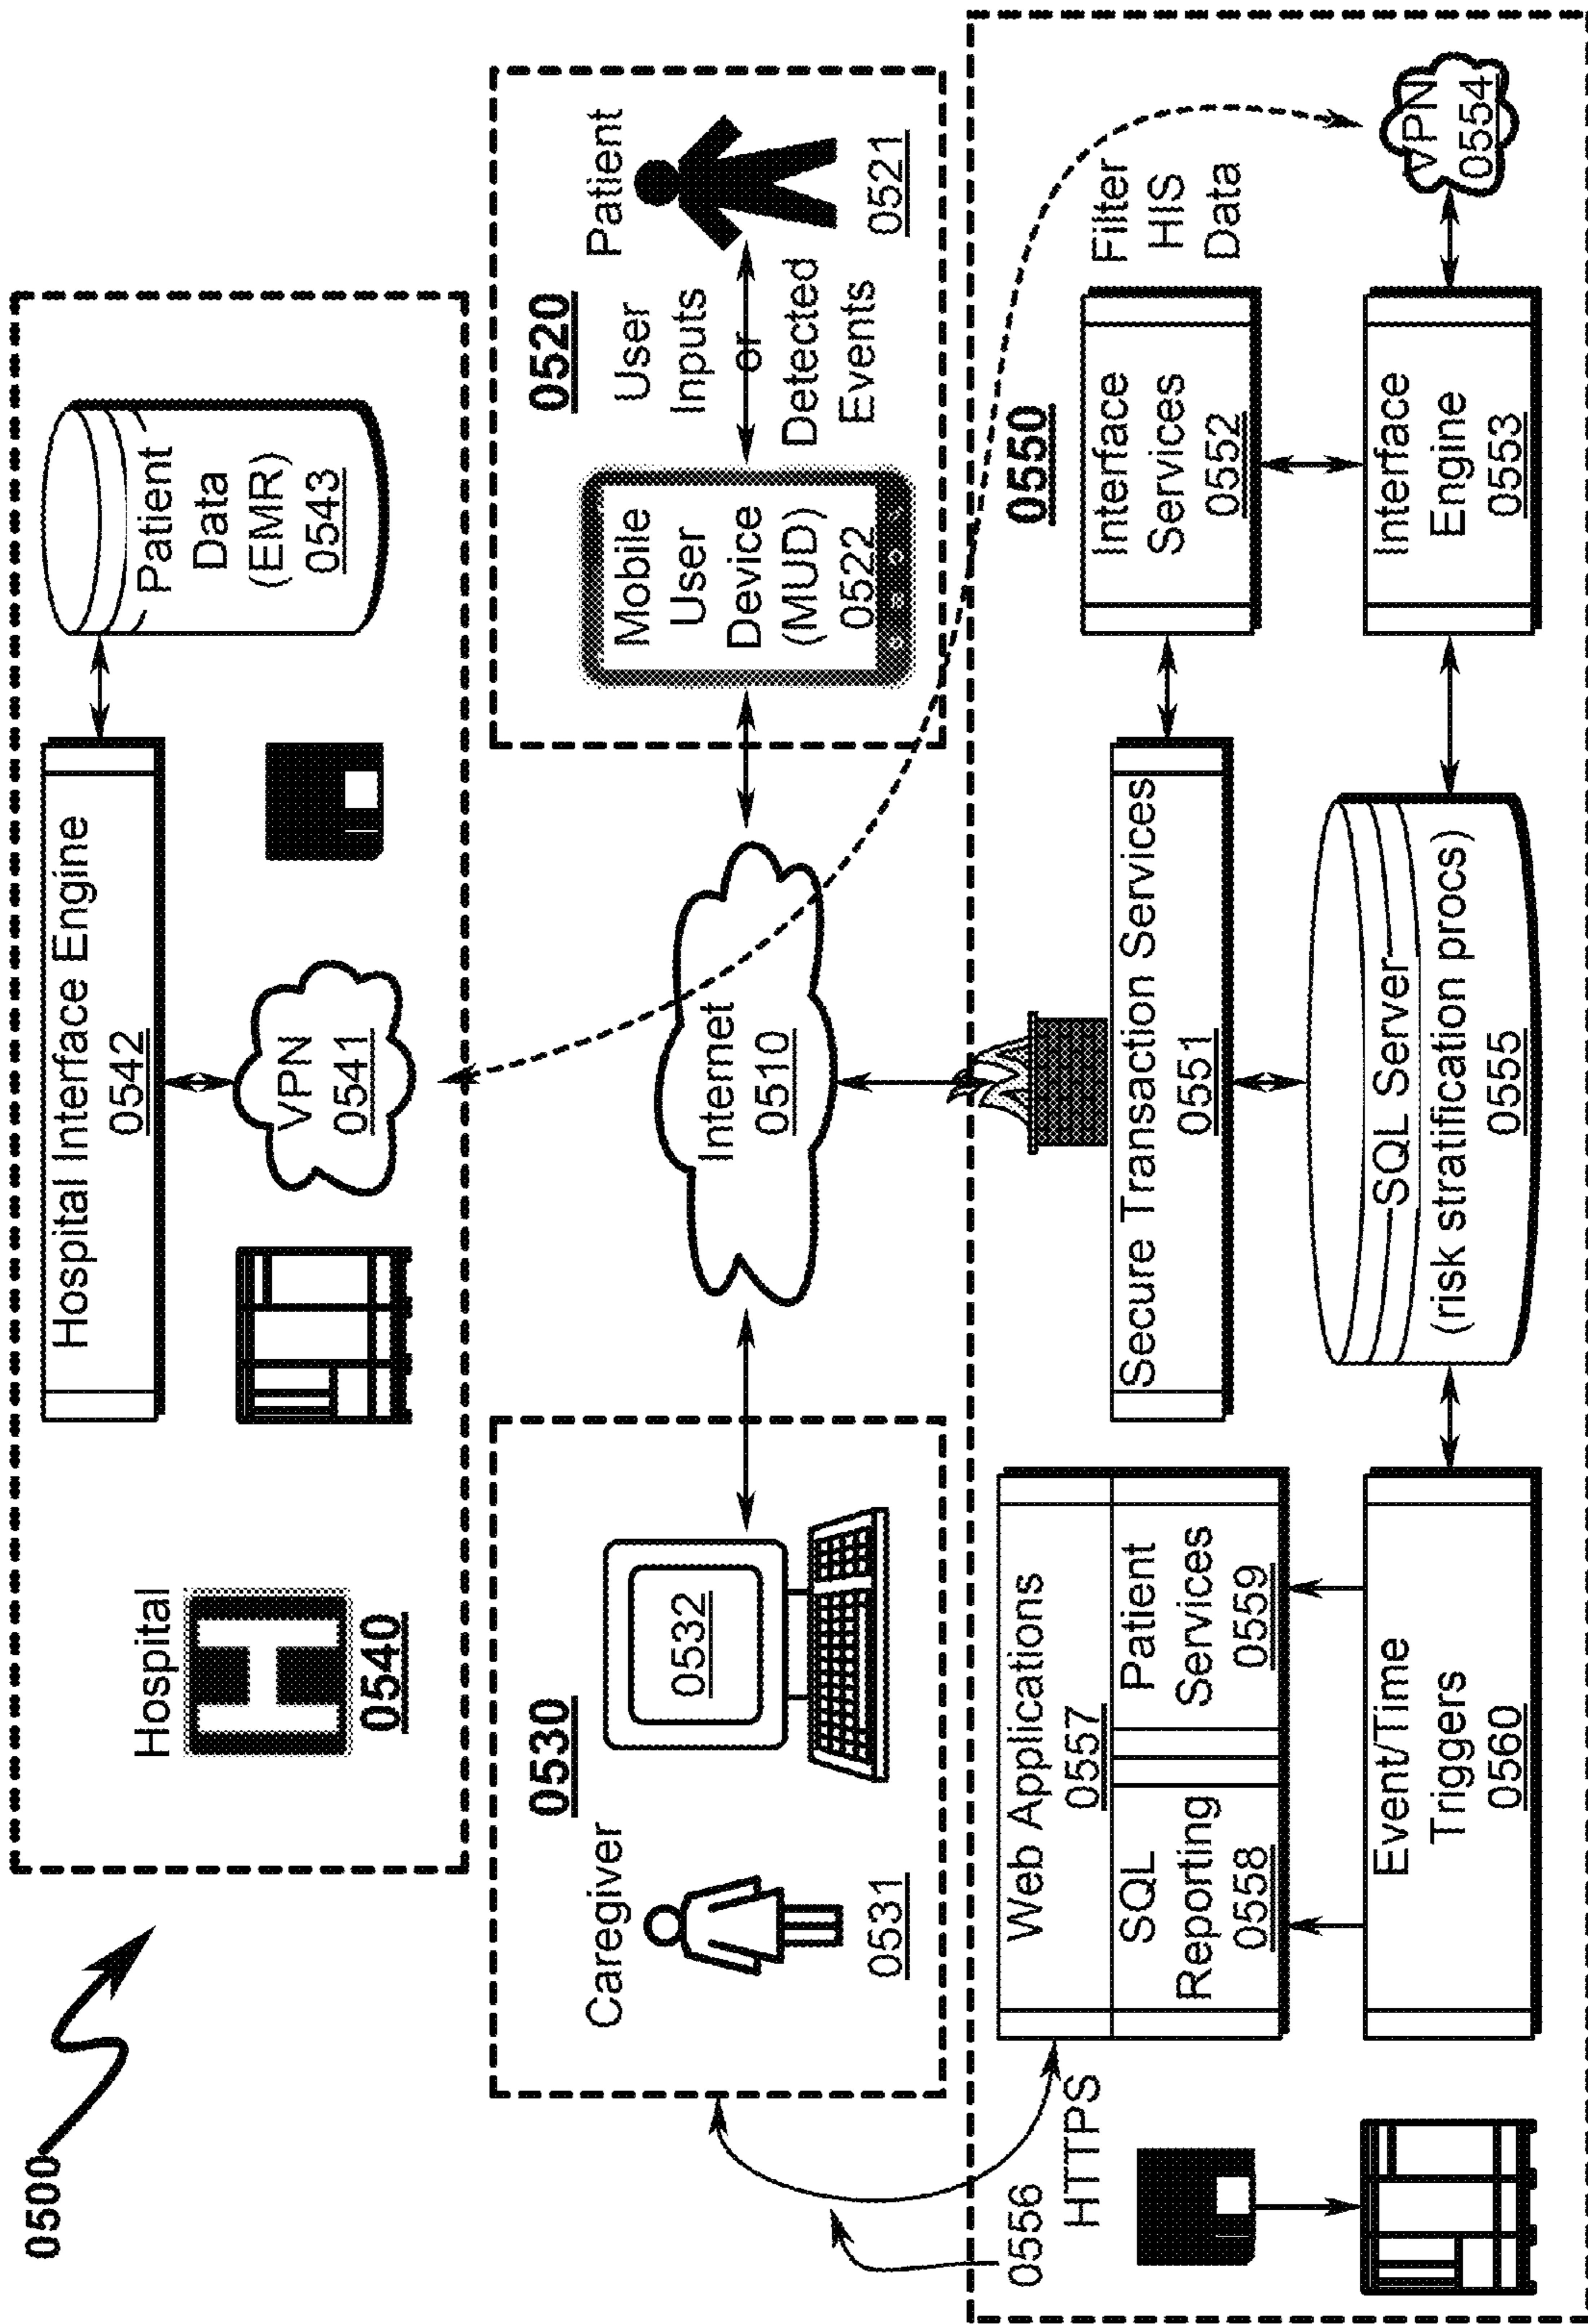 0500
Hospital
0540
Hospital Interface Engine
0542
VPN
0541
Patient
Data
(EMR)
0543
0530
Caregiver
0531
0532
Internet
0510
0520
Mobile
User
Device
(MUD)
0522
User
Inputs
or
Detected
Events
Patient
0521
0550
0556
HTTPS
Web Applications
0557
SQL
Reporting
0558
Patient
Services
0559
Event/Time
Triggers
0560
Secure Transaction Services
0551
SQL Server
(risk stratification procs)
0555
Interface
Services
0552
Interface
Engine
0553
Filter
HIS
Data
VPN
0554